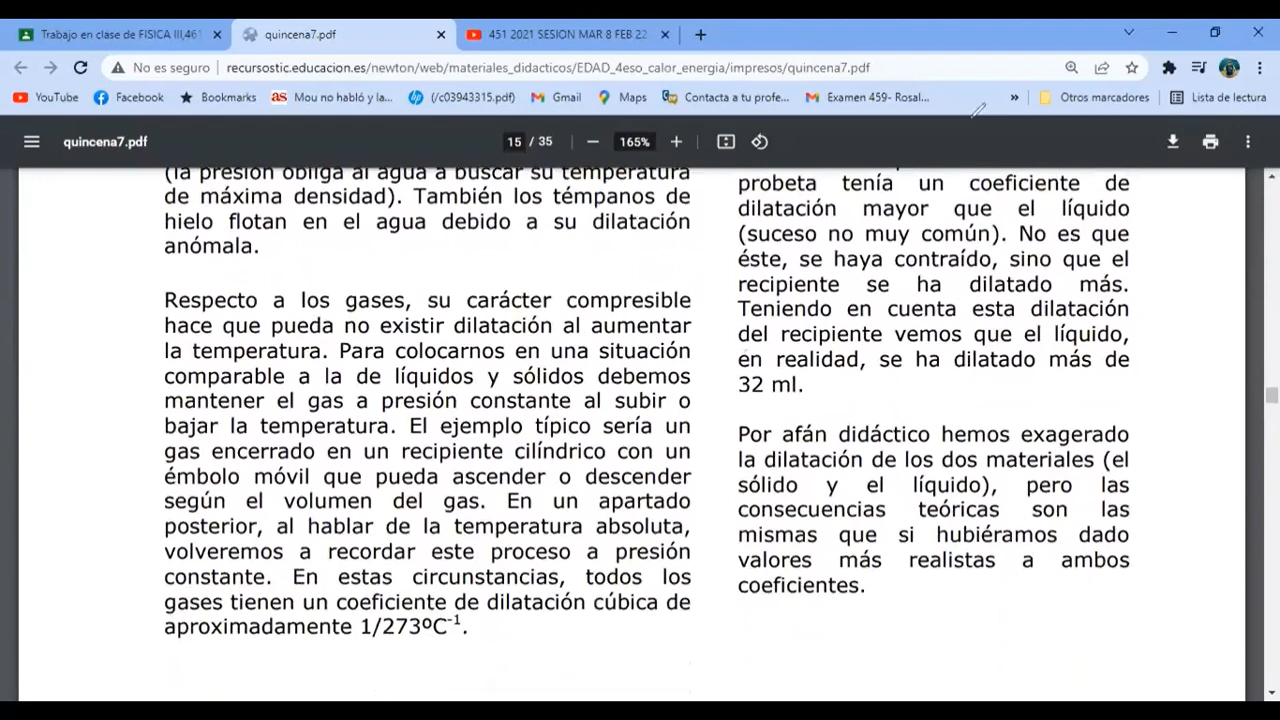 Trabajo en clase de FISICA III,461
quincena7.pdf
451 2021 SESION MAR 8 FEB 22
No es seguro
recursostic.educacion.es/newton/web/materiales_didacticos/EDAD_4eso_calor_energia/impresos/quincena7.pdf
YouTube
Facebook
Bookmarks
as Mou no habló y la...
hp (/c03943315.pdf)
Gmail
Maps
Contacta a tu profe...
Examen 459- Rosal...
»
Otros marcadores
Lista de lectura
quincena7.pdf
15 / 35
165%
(la presión obliga al agua a buscar su temperatura
de máxima densidad). También los témpanos de
hielo flotan en el agua debido a su dilatación
anómala.
Respecto a los gases, su carácter compresible
hace que pueda no existir dilatación al aumentar
la temperatura. Para colocarnos en una situación
comparable a la de líquidos y sólidos debemos
mantener el gas a presión constante al subir o
bajar la temperatura. El ejemplo típico sería un
gas encerrado en un recipiente cilíndrico con un
émbolo móvil que pueda ascender o descender
según el volumen del gas. En un apartado
posterior, al hablar de la temperatura absoluta,
volveremos a recordar este proceso a presión
constante. En estas circunstancias, todos los
gases tienen un coeficiente de dilatación cúbica de
aproximadamente 1/273ºC⁻¹.
probeta tenía un coeficiente de
dilatación mayor que el líquido
(suceso no muy común). No es que
éste, se haya contraído, sino que el
recipiente se ha dilatado más.
Teniendo en cuenta esta dilatación
del recipiente vemos que el líquido,
en realidad, se ha dilatado más de
32 ml.
Por afán didáctico hemos exagerado
la dilatación de los dos materiales (el
sólido y el líquido), pero las
consecuencias teóricas son las
mismas que si hubiéramos dado
valores más realistas a ambos
coeficientes.